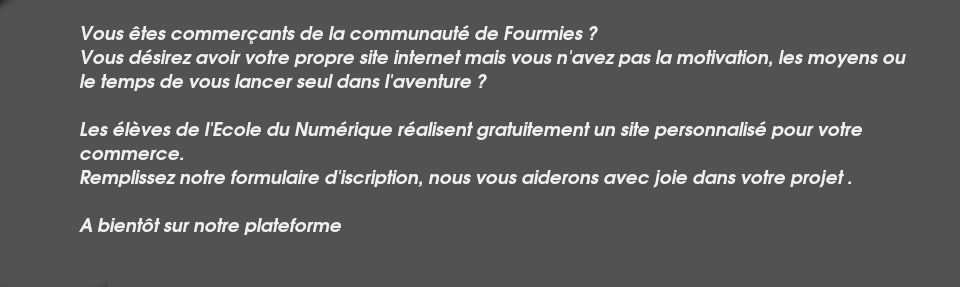 Vous êtes commerçants de la communauté de Fourmies ?
Vous désirez avoir votre propre site internet mais vous n'avez pas la motivation, les moyens ou
le temps de vous lancer seul dans l'aventure ?
Les élèves de l'Ecole du Numérique réalisent gratuitement un site personnalisé pour votre
commerce.
Remplissez notre formulaire d'iscription, nous vous aiderons avec joie dans votre projet .
A bientôt sur notre plateforme